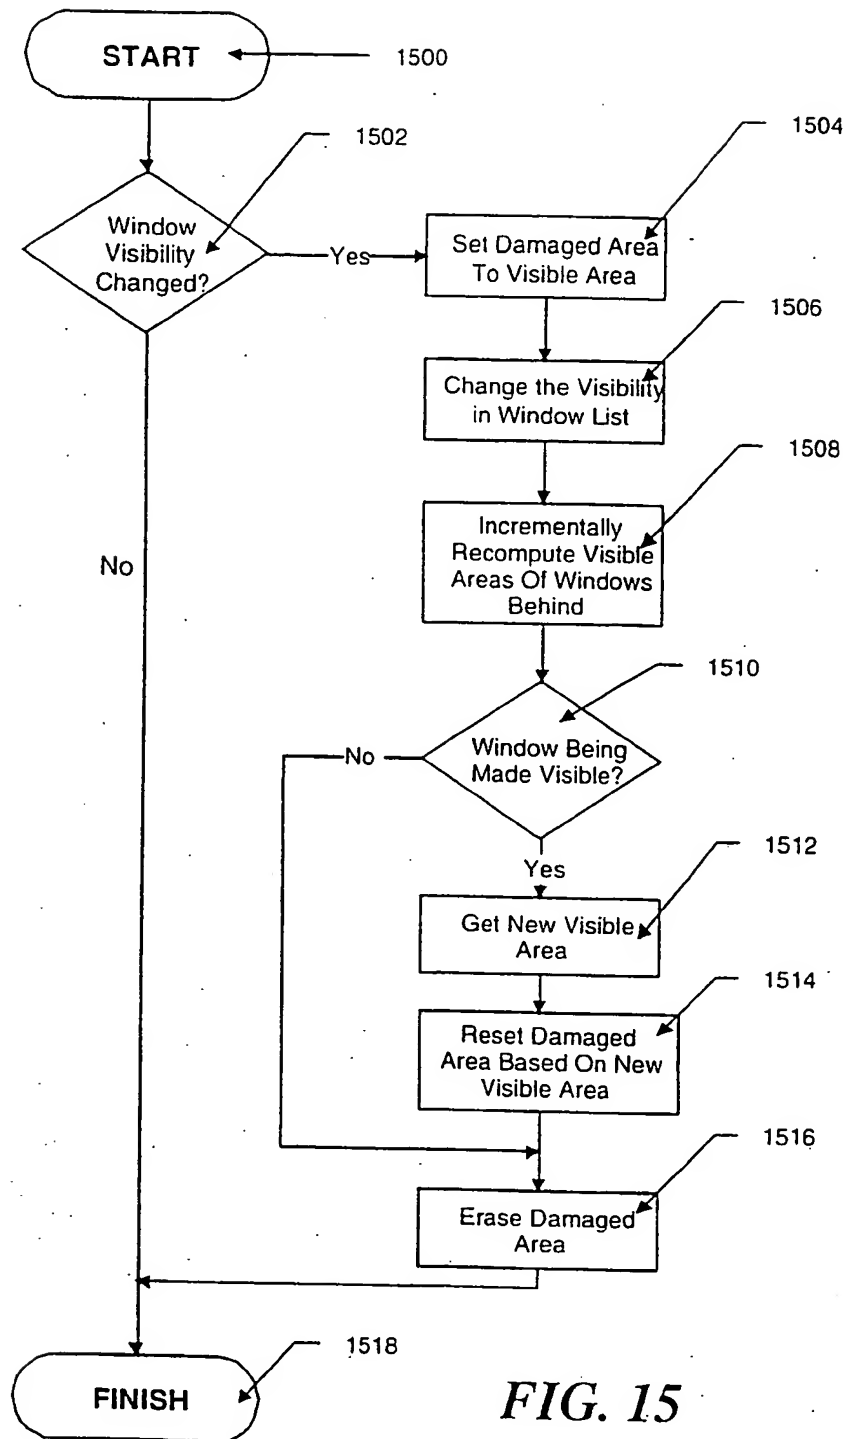 START
1500
1502
1504
Window
Visibility
Changed?
Yes
Set Damaged Area
To Visible Area
1506
Change the Visibility
in Window List
1508
Incrementally
Recompute Visible
Areas Of Windows
Behind
No
1510
Window Being
Made Visible?
No
Yes
1512
Get New Visible
Area
1514
Reset Damaged
Area Based On New
Visible Area
1516
Erase Damaged
Area
1518
FINISH
FIG. 15